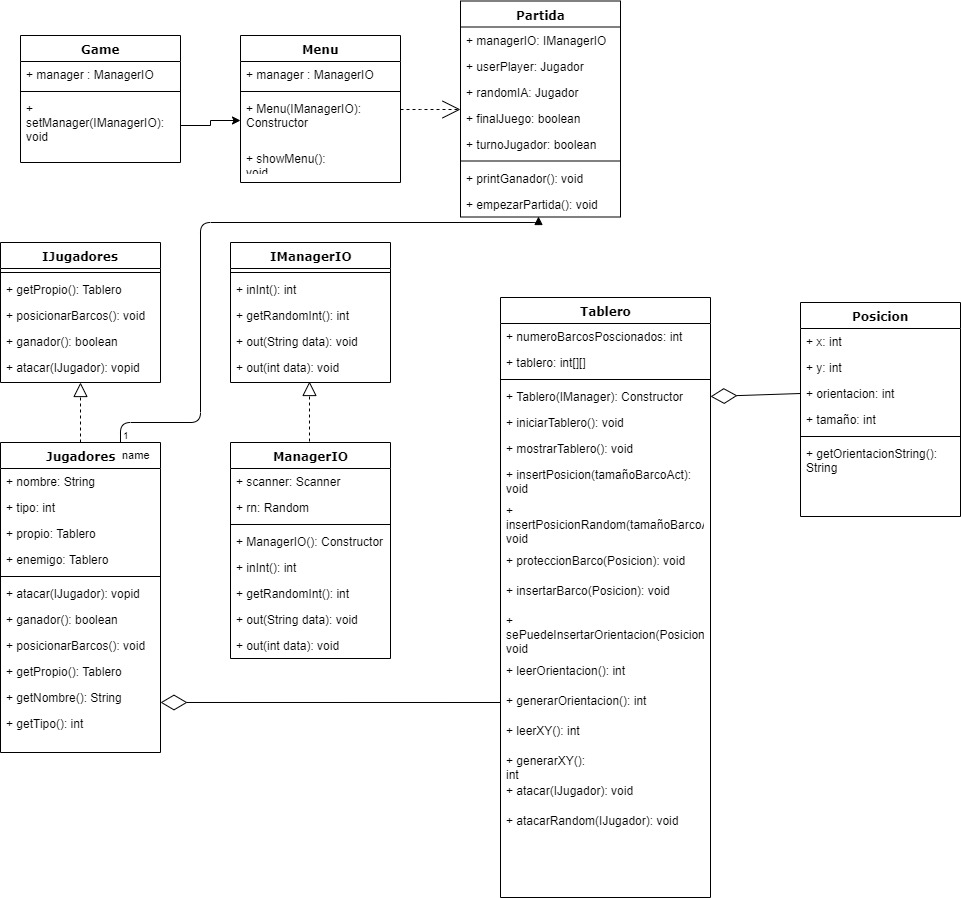 Game
+ manager : ManagerIO
+
setManager(IManagerIO):
void
Menu
+ manager : ManagerIO
+ Menu(IManagerIO):
Constructor
+ showMenu():
void
Partida
+ managerIO: IManagerIO
+ userPlayer: Jugador
+ randomIA: Jugador
+ finalJuego: boolean
+ turnoJugador: boolean
+ printGanador(): void
+ empezarPartida(): void
IJugadores
+ getPropio(): Tablero
+ posicionarBarcos(): void
+ ganador(): boolean
+ atacar(IJugador): vopid
IManagerIO
+ inInt(): int
+ getRandomInt(): int
+ out(String data): void
+ out(int data): void
1
name
Jugadores
+ nombre: String
+ tipo: int
+ propio: Tablero
+ enemigo: Tablero
+ atacar(IJugador): vopid
+ ganador(): boolean
+ posicionarBarcos(): void
+ getPropio(): Tablero
+ getNombre(): String
+ getTipo(): int
ManagerIO
+ scanner: Scanner
+ rn: Random
+ ManagerIO(): Constructor
+ inInt(): int
+ getRandomInt(): int
+ out(String data): void
+ out(int data): void
Tablero
+ numeroBarcosPoscionados: int
+ tablero: int[][]
+ Tablero(IManager): Constructor
+ iniciarTablero(): void
+ mostrarTablero(): void
+ insertPosicion(tamañoBarcoAct):
void
+
insertPosicionRandom(tamañoBarco
void
+ proteccionBarco(Posicion): void
+ insertarBarco(Posicion): void
+
sePuedeInsertarOrientacion(Posicion
void
+ leerOrientacion(): int
+ generarOrientacion(): int
+ leerXY(): int
+ generarXY():
int
+ atacar(IJugador): void
+ atacarRandom(IJugador): void
Posicion
+ x: int
+ y: int
+ orientacion: int
+ tamaño: int
+ getOrientacionString():
String